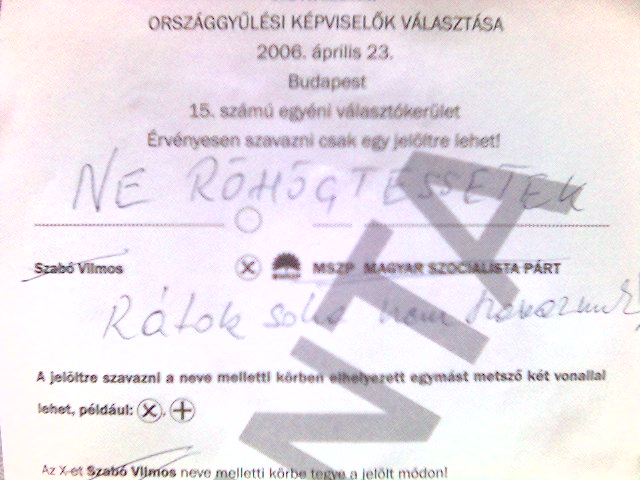 ORSZÁGGYŰLÉSI KÉPVISELŐK VÁLASZTÁSA
2006. április 23.
Budapest
15. számú egyéni választókerület
Érvényesen szavazni csak egy jelöltre lehet!
NE RÖHÖGTESSETEK
Szabó Vilmos MSZP MAGYAR SZOCIALISTA PÁRT
Rátok soha nem
MINTA
A jelöltre szavazni a neve melletti körben elhelyezett egymást metsző két vonallal
lehet, például:
Az X-et Szabó Vilmos neve melletti körbe tegye a jelölt módon!